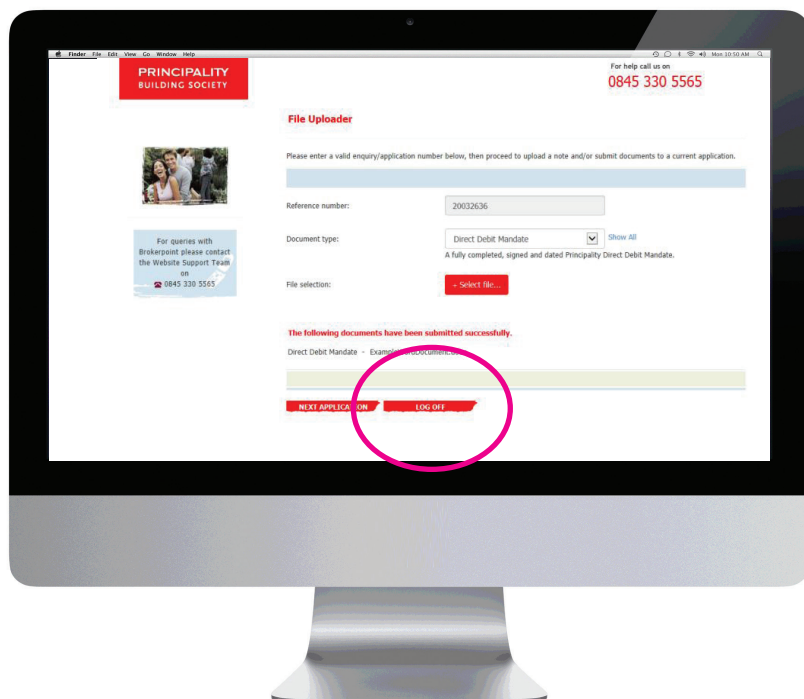 Finder File Edit View Go Window Help
Mon 10:50 AM
PRINCIPALITY
BUILDING SOCIETY
For help call us on
0845 330 5565
File Uploader
Please enter a valid enquiry/application number below, then proceed to upload a note and/or submit documents to a current application.
Reference number: 20032636
For queries with
Brokerpoint please contact
the Website Support Team
on
0845 330 5565
Document type: Direct Debit Mandate Show All
A fully completed, signed and dated Principality Direct Debit Mandate.
File selection: + Select file...
The following documents have been submitted successfully.
Direct Debit Mandate -
NEXT APPLICATION LOG OFF